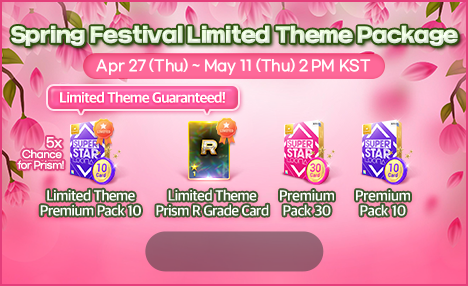 Spring Festival Limited Theme Package
Apr 27 (Thu) ~ May 11 (Thu) 2 PM KST
Limited Theme Guaranteed!
5x
Chance
for Prism!
SUPER
STAR
10
Card
Limited Theme
Premium Pack 10
R
Limited Theme
Prism R Grade Card
SUPER
STAR
30
Card
Premium
Pack 30
SUPER
STAR
10
Card
Premium
Pack 10